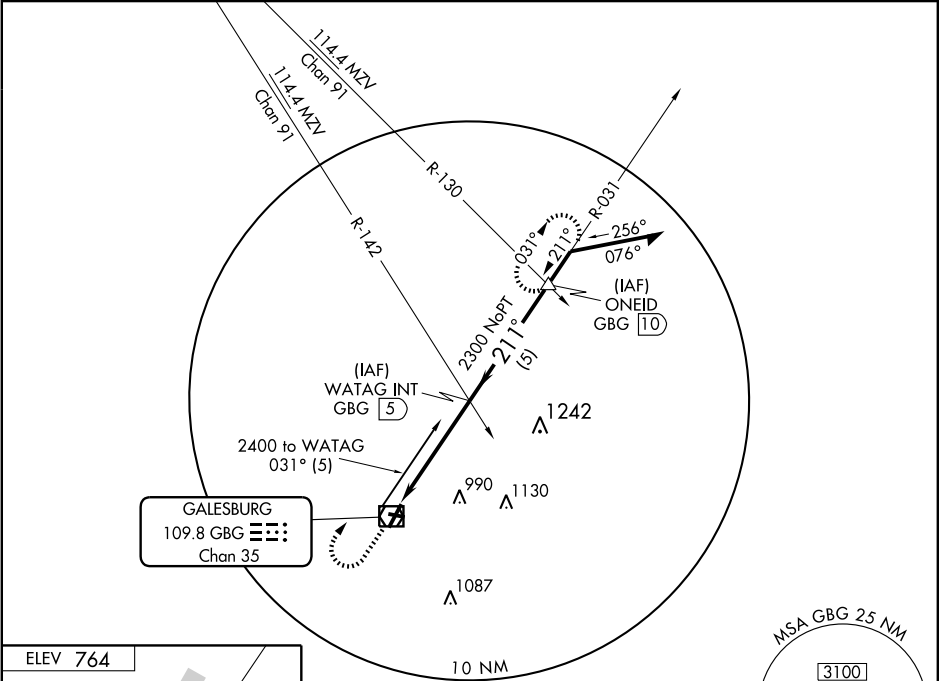 114.4 MZV
Chan 91
114.4 MZV
Chan 91
R-130
R-031
R-142
031°
211°
256°
076°
(IAF)
ONEID
GBG 10
2300 NoPT
211°
(5)
(IAF)
WATAG INT
GBG 5
1242
2400 to WATAG
031° (5)
990
1130
GALESBURG
109.8 GBG
Chan 35
1087
MSA GBG 25 NM
ELEV 764
10 NM
3100